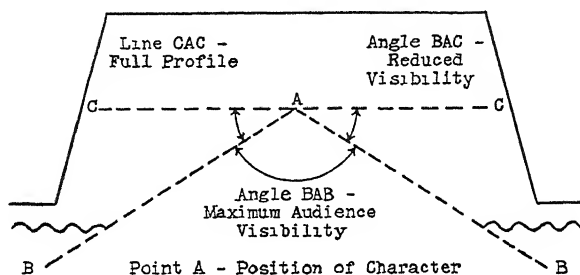 Line CAC -
Full Profile
Angle BAC -
Reduced
Visibility
C
A
C
Angle BAB -
Maximum Audience
Visibility
B
B
Point A - Position of Character